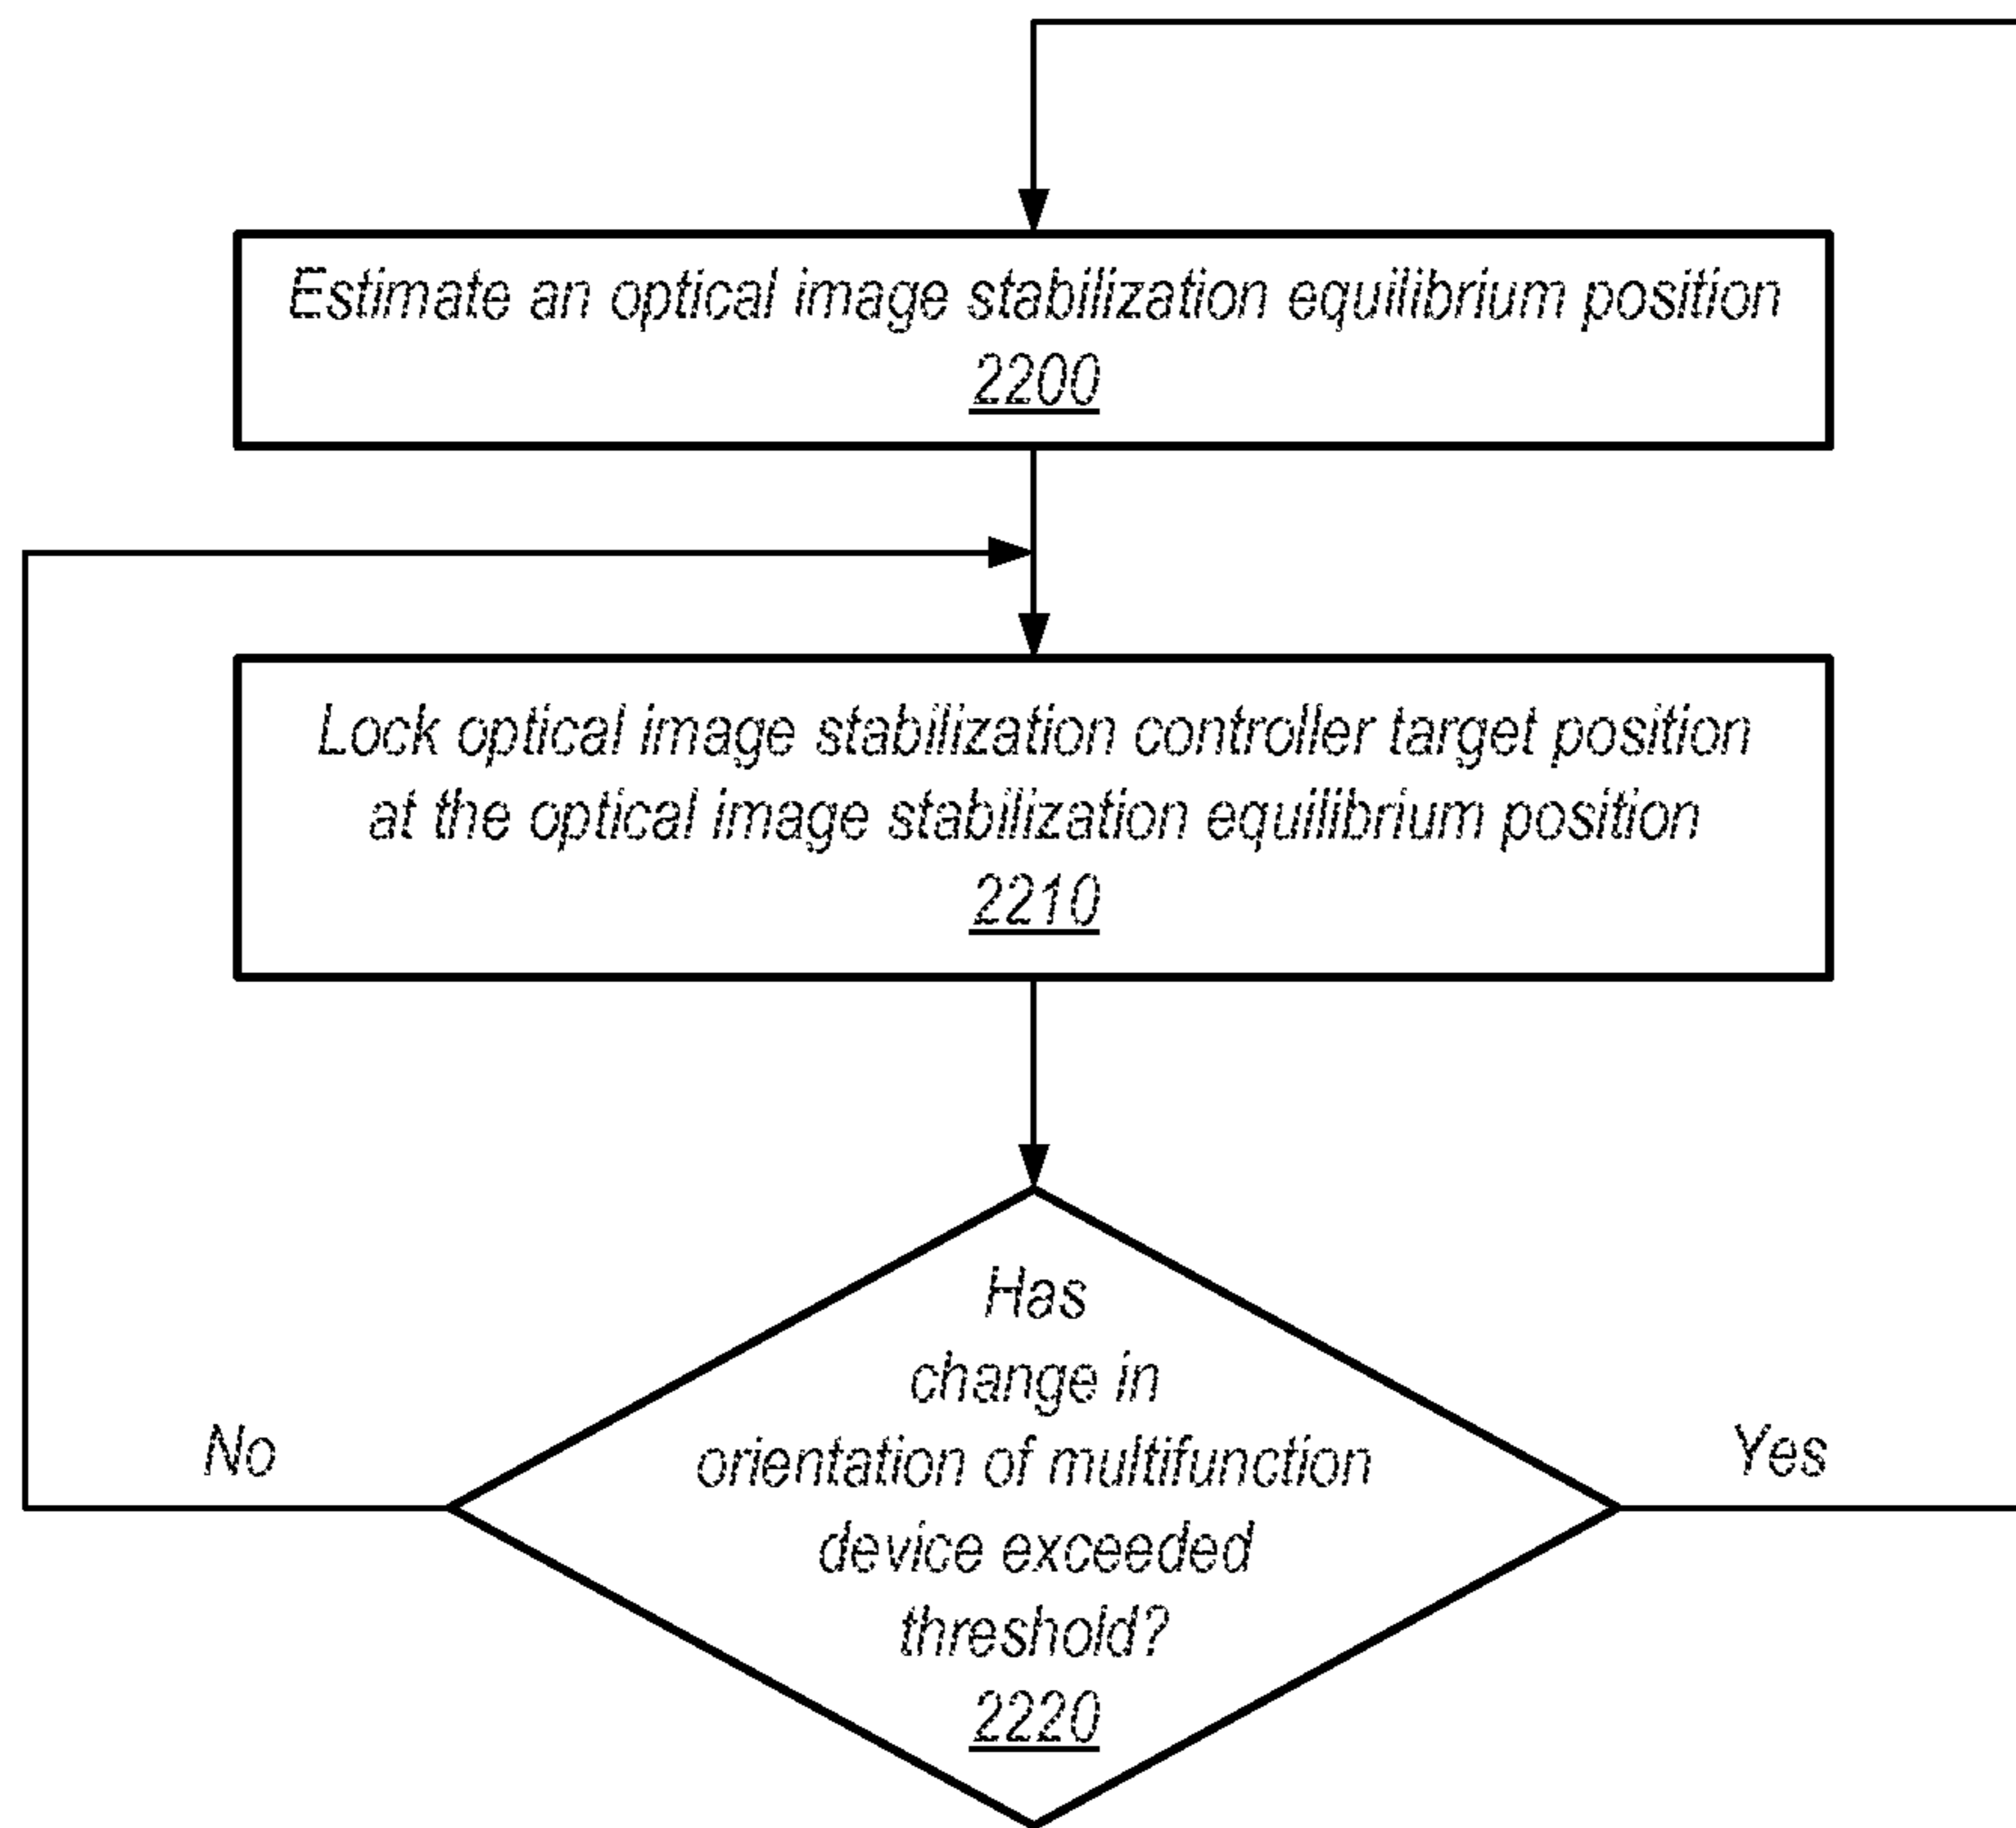 Estimate an optical image stabilization equilibrium position
2200
Lock optical image stabilization controller target position
at the optical image stabilization equilibrium position
2210
Has
change in
orientation of multifunction
device exceeded
threshold?
2220
No
Yes